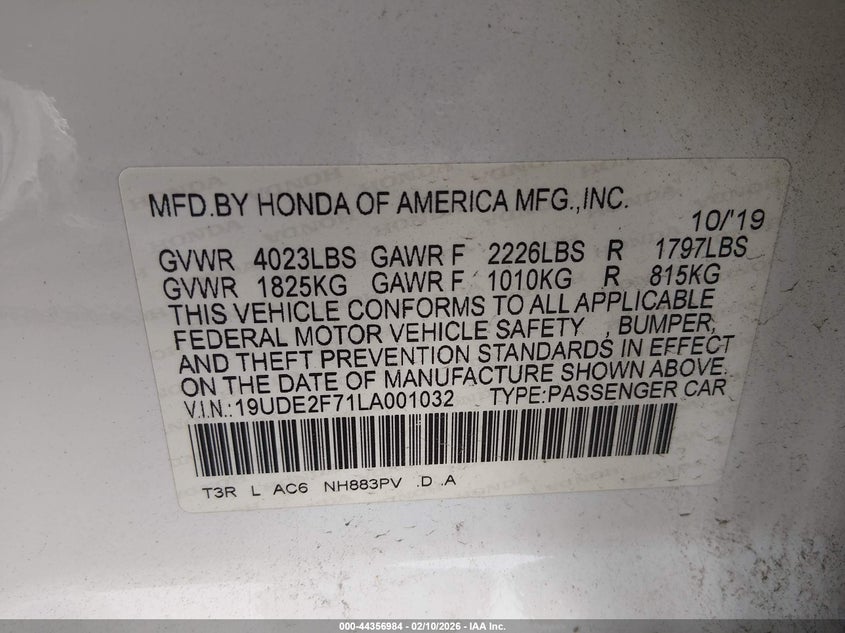 MFD.BY HONDA OF AMERICA MFG.,INC.
10/'19
GVWR 4023LBS GAWR F 2226LBS R 1797LBS
GVWR 1825KG GAWR F 1010KG R 815KG
THIS VEHICLE CONFORMS TO ALL APPLICABLE
FEDERAL MOTOR VEHICLE SAFETY , BUMPER,
AND THEFT PREVENTION STANDARDS IN EFFECT
ON THE DATE OF MANUFACTURE SHOWN ABOVE.
V.I.N.:19UDE2F71LA001032 TYPE:PASSENGER CAR
T3R L AC6 NH883PV .D .A
000-44356984 - 02/10/2026 - IAA Inc.